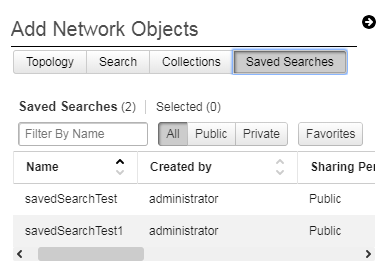 Add Network Objects
Topology Search Collections Saved Searches
Saved Searches (2) Selected (0)
Filter By Name All Public Private Favorites
Name Created by Sharing Per
savedSearchTest administrator Public
savedSearchTest1 administrator Public